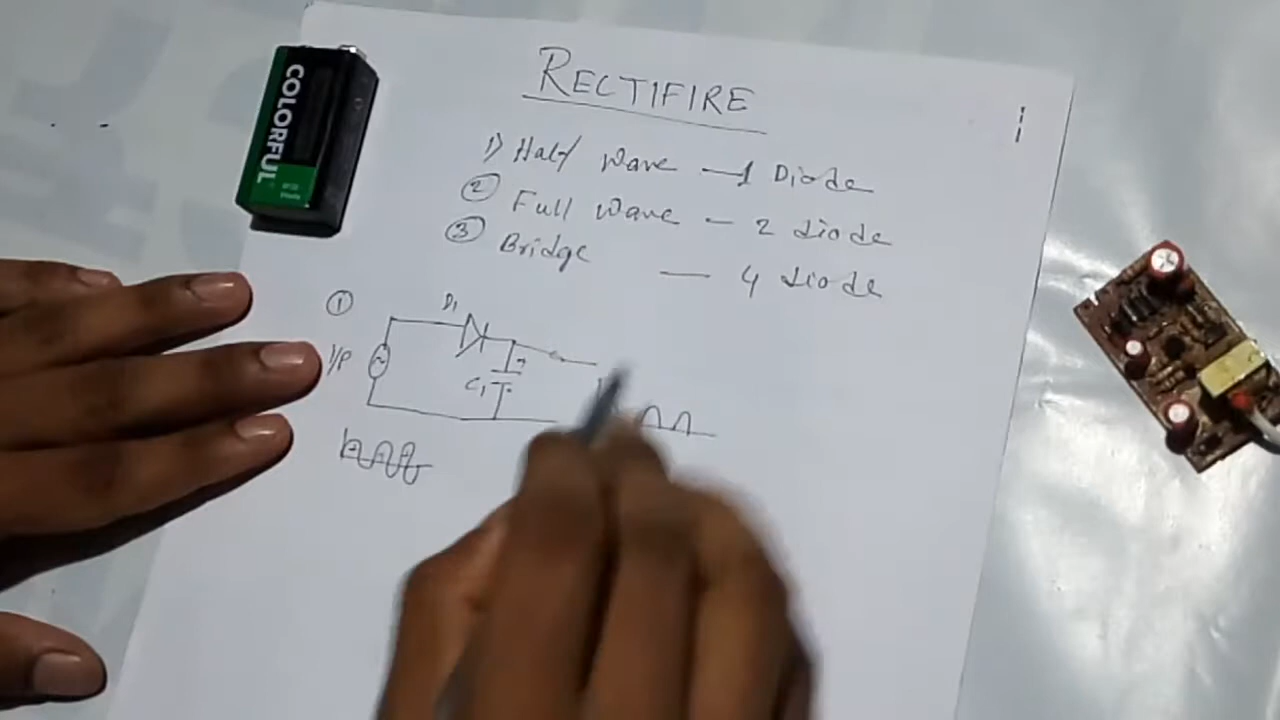 COLORFUL
RECTIFIRE
1) Half Wave — 1 Diode
② Full Wave — 2 diode
③ Bridge — 4 diode
①
D1
I/P
C1